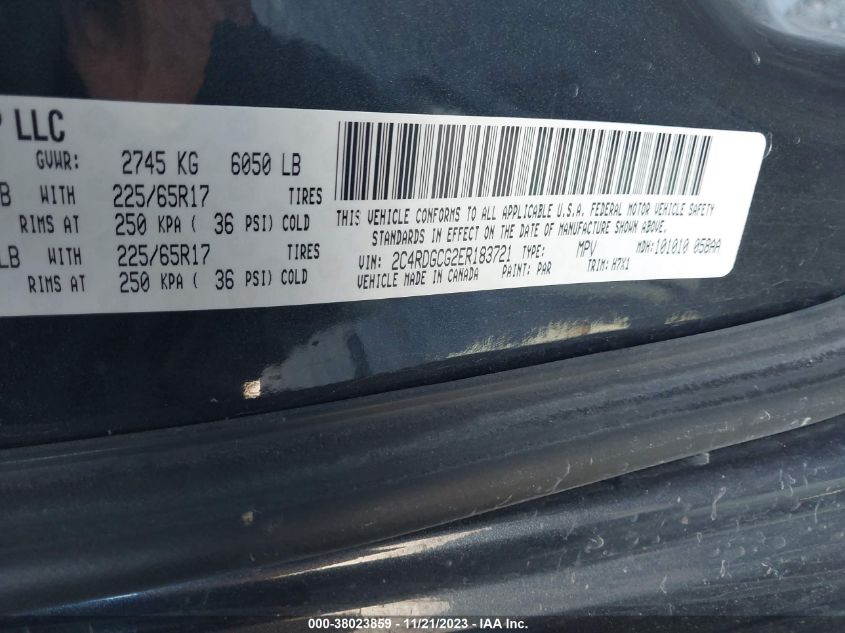 LLC
GVWR: 2745 KG 6050 LB
WITH 225/65R17 TIRES
RIMS AT 250 KPA ( 36 PSI) COLD
LB WITH 225/65R17 TIRES
RIMS AT 250 KPA ( 36 PSI) COLD
THIS VEHICLE CONFORMS TO ALL APPLICABLE U.S.A. FEDERAL MOTOR VEHICLE SAFETY
STANDARDS IN EFFECT ON THE DATE OF MANUFACTURE SHOWN ABOVE.
VIN: 2C4RDGCG2ER183721 TYPE: MPV MDH: 101010 058AA
VEHICLE MADE IN CANADA PAINT: PAR TRIM: H7X1
000-38023859 — 11/21/2023 — IAA Inc.